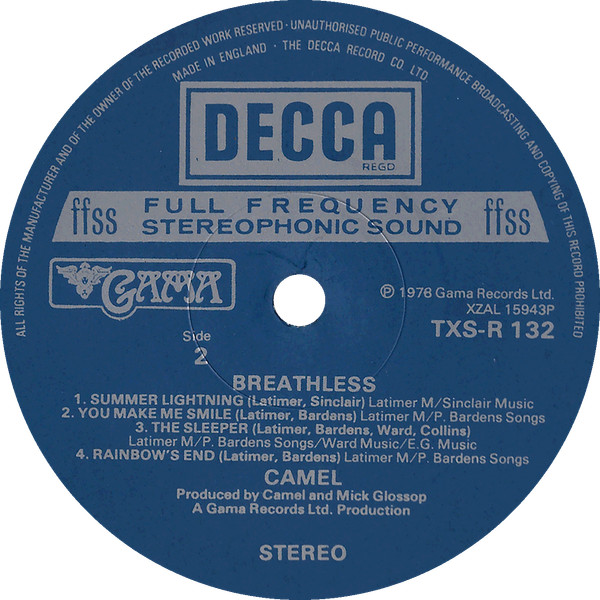 ALL RIGHTS OF THE MANUFACTURER AND OF THE OWNER OF THE RECORDED WORK RESERVED · UNAUTHORISED PUBLIC PERFORMANCE BROADCASTING AND COPYING OF THIS RECORD PROHIBITED
MADE IN ENGLAND · THE DECCA RECORD CO LTD.
DECCA
REGD
ffss FULL FREQUENCY STEREOPHONIC SOUND ffss
GAMA
℗ 1978 Gama Records Ltd.
XZAL 15943P
TXS-R 132
Side
2
BREATHLESS
1. SUMMER LIGHTNING (Latimer, Sinclair) Latimer M/Sinclair Music
2. YOU MAKE ME SMILE (Latimer, Bardens) Latimer M/P. Bardens Songs
3. THE SLEEPER (Latimer, Bardens, Ward, Collins)
Latimer M/P. Bardens Songs/Ward Music/E.G. Music
4. RAINBOW'S END (Latimer, Bardens) Latimer M/P. Bardens Songs
CAMEL
Produced by Camel and Mick Glossop
A Gama Records Ltd. Production
STEREO